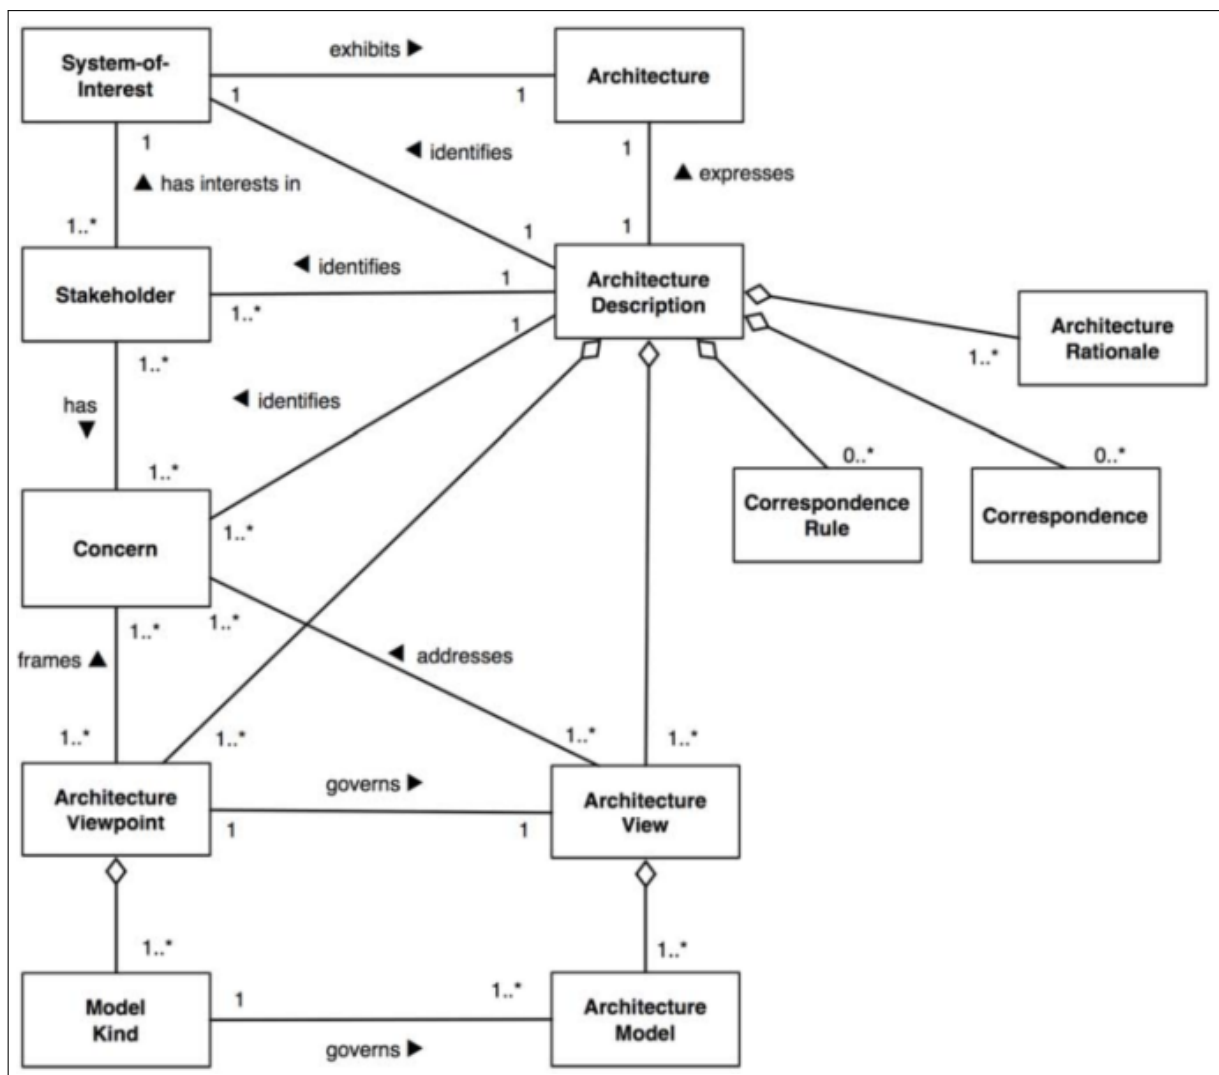 exhibits ▶
System-of-
Interest
Architecture
1
1
1
◀ identifies
1
▲ has interests in
▲ expresses
1..*
1
1
◀ identifies
Stakeholder
1
1..*
Architecture
Description
1
1..*
Architecture
Rationale
1..*
has
▼
◀ identifies
1..*
1..*
0..*
0..*
Concern
Correspondence
Rule
Correspondence
1..*
1..*
frames ▲
◀ addresses
1..*
1..*
1..*
1..*
Architecture
Viewpoint
governs ▶
1
1
Architecture
View
1..*
1..*
Model
Kind
1
1..*
governs ▶
Architecture
Model